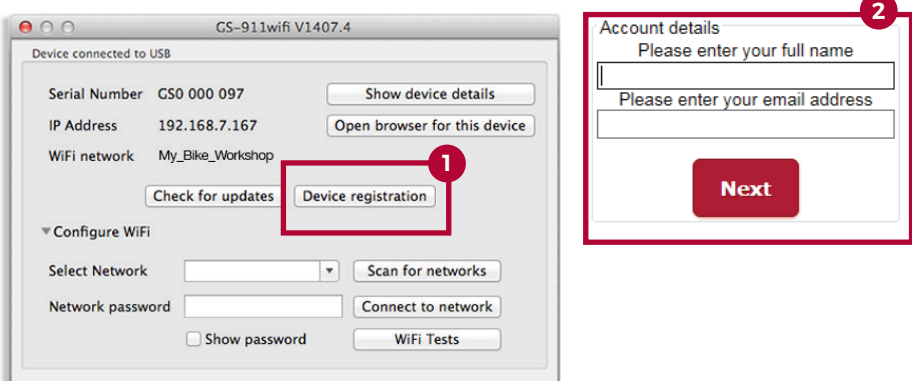 GS-911wifi V1407.4
Device connected to USB
Serial Number GS0 000 097 Show device details
IP Address 192.168.7.167 Open browser for this device
WiFi network My_Bike_Workshop
1
Check for updates Device registration
Configure WiFi
Select Network Scan for networks
Network password Connect to network
Show password WiFi Tests
2
Account details
Please enter your full name
Please enter your email address
Next